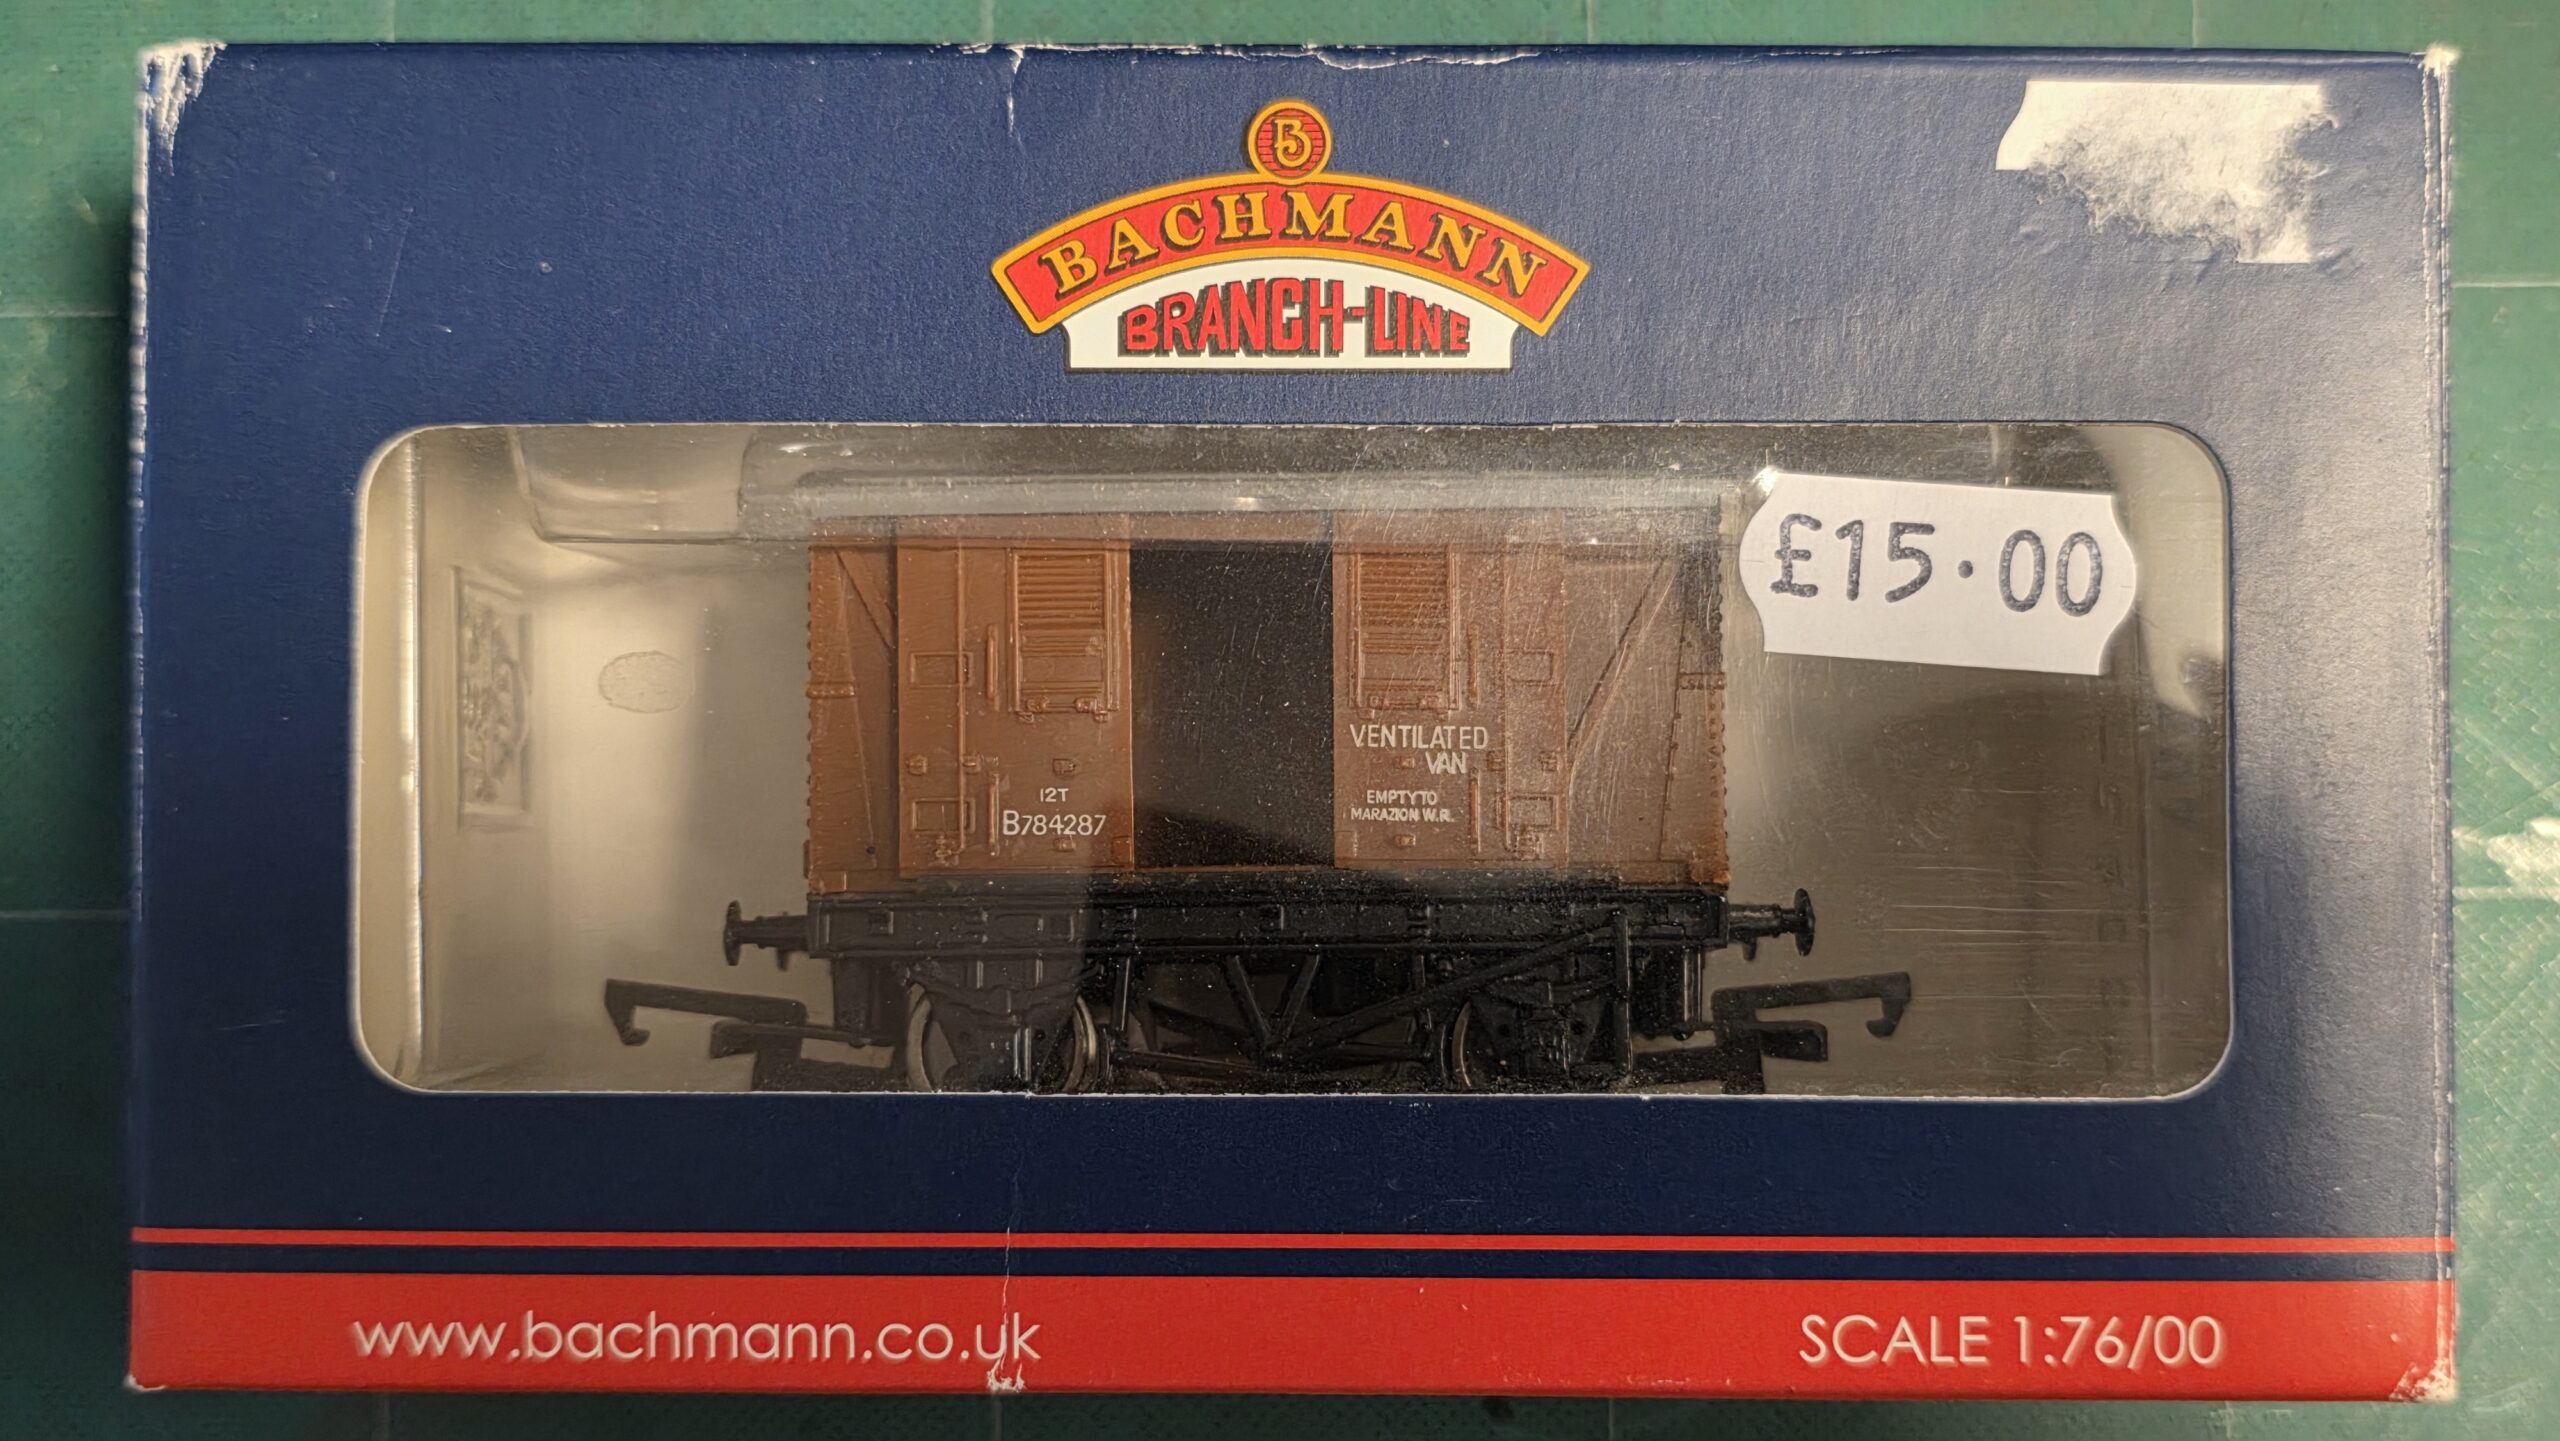 B
BACHMANN
BRANCH-LINE
£15.00
VENTILATED
VAN
12T
B784287
EMPTY TO
MARAZION W.R.
www.bachmann.co.uk
SCALE 1:76/00